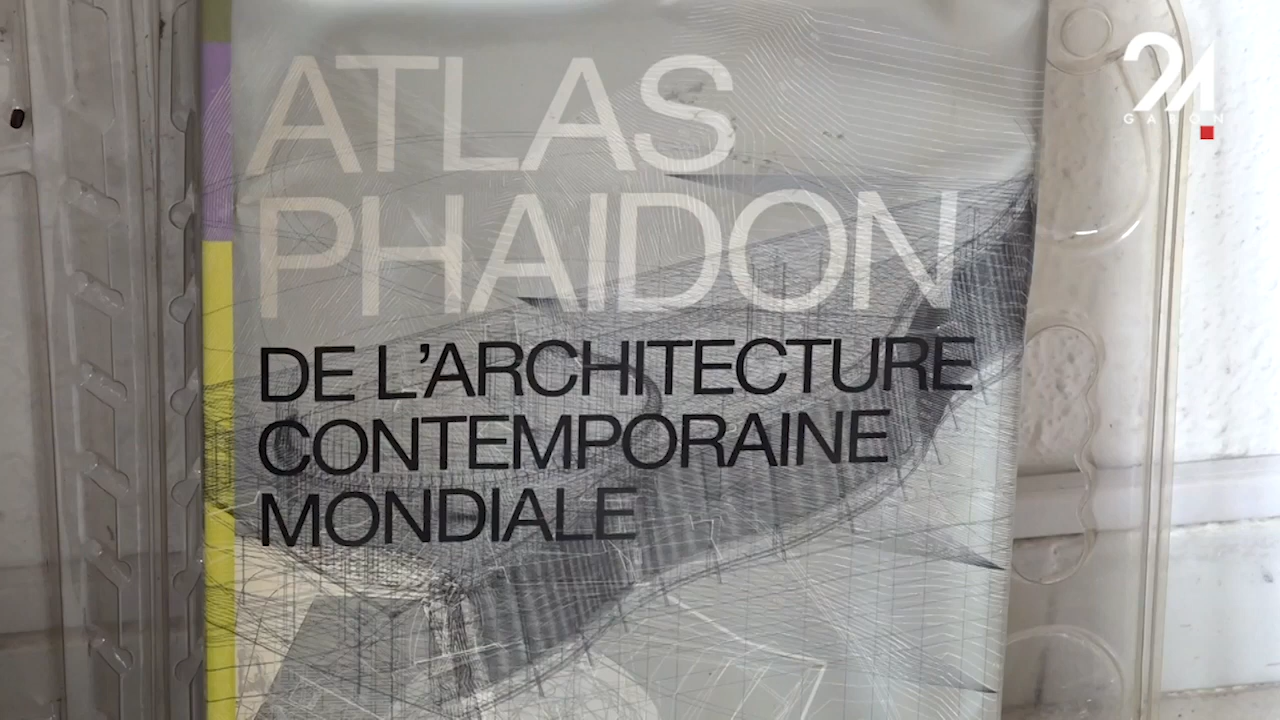 ATLAS
PHAIDON
DE L'ARCHITECTURE
CONTEMPORAINE
MONDIALE
24
GABON